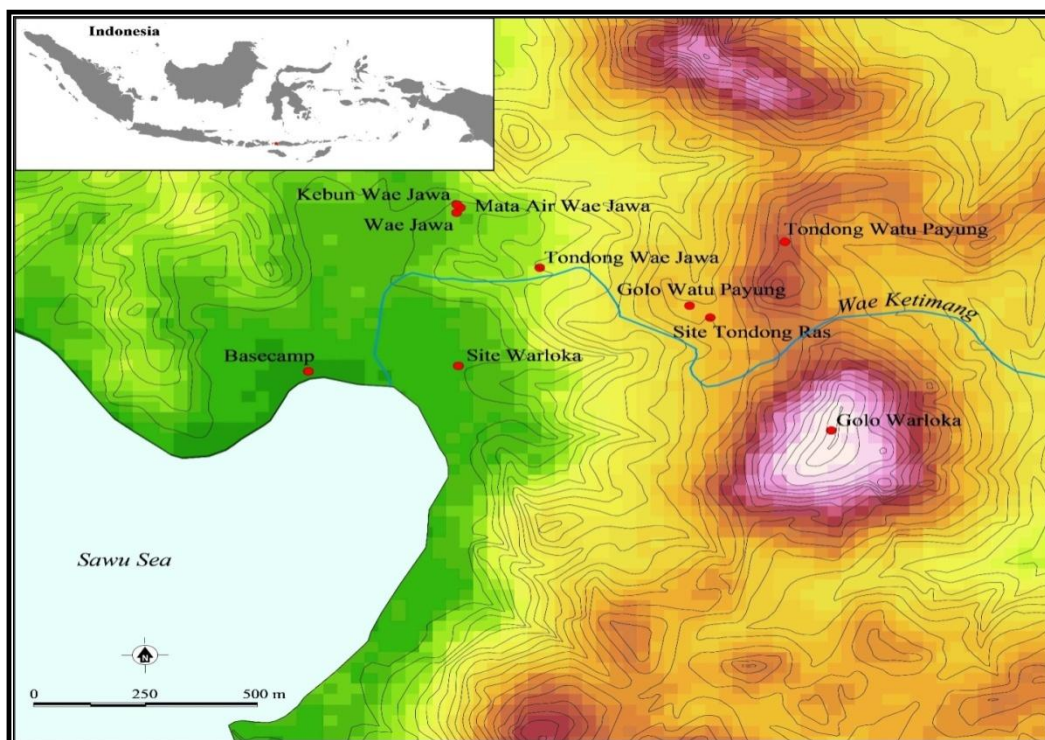 Indonesia
Kebun Wae Jawa
Mata Air Wae Jawa
Wae Jawa
Tondong Watu Payung
Tondong Wae Jawa
Golo Watu Payung
Wae Ketimang
Site Tondong Ras
Basecamp
Site Warloka
Golo Warloka
Sawu Sea
N
0 250 500 m